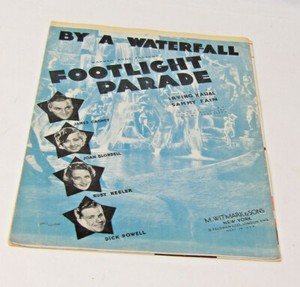 BY A WATERFALL
FOOTLIGHT
PARADE
IRVING KAHAL
SAMMY FAIN
JAMES CAGNEY
JOAN BLONDELL
RUBY KEELER
DICK POWELL
M. WITMARK & SONS
NEW YORK